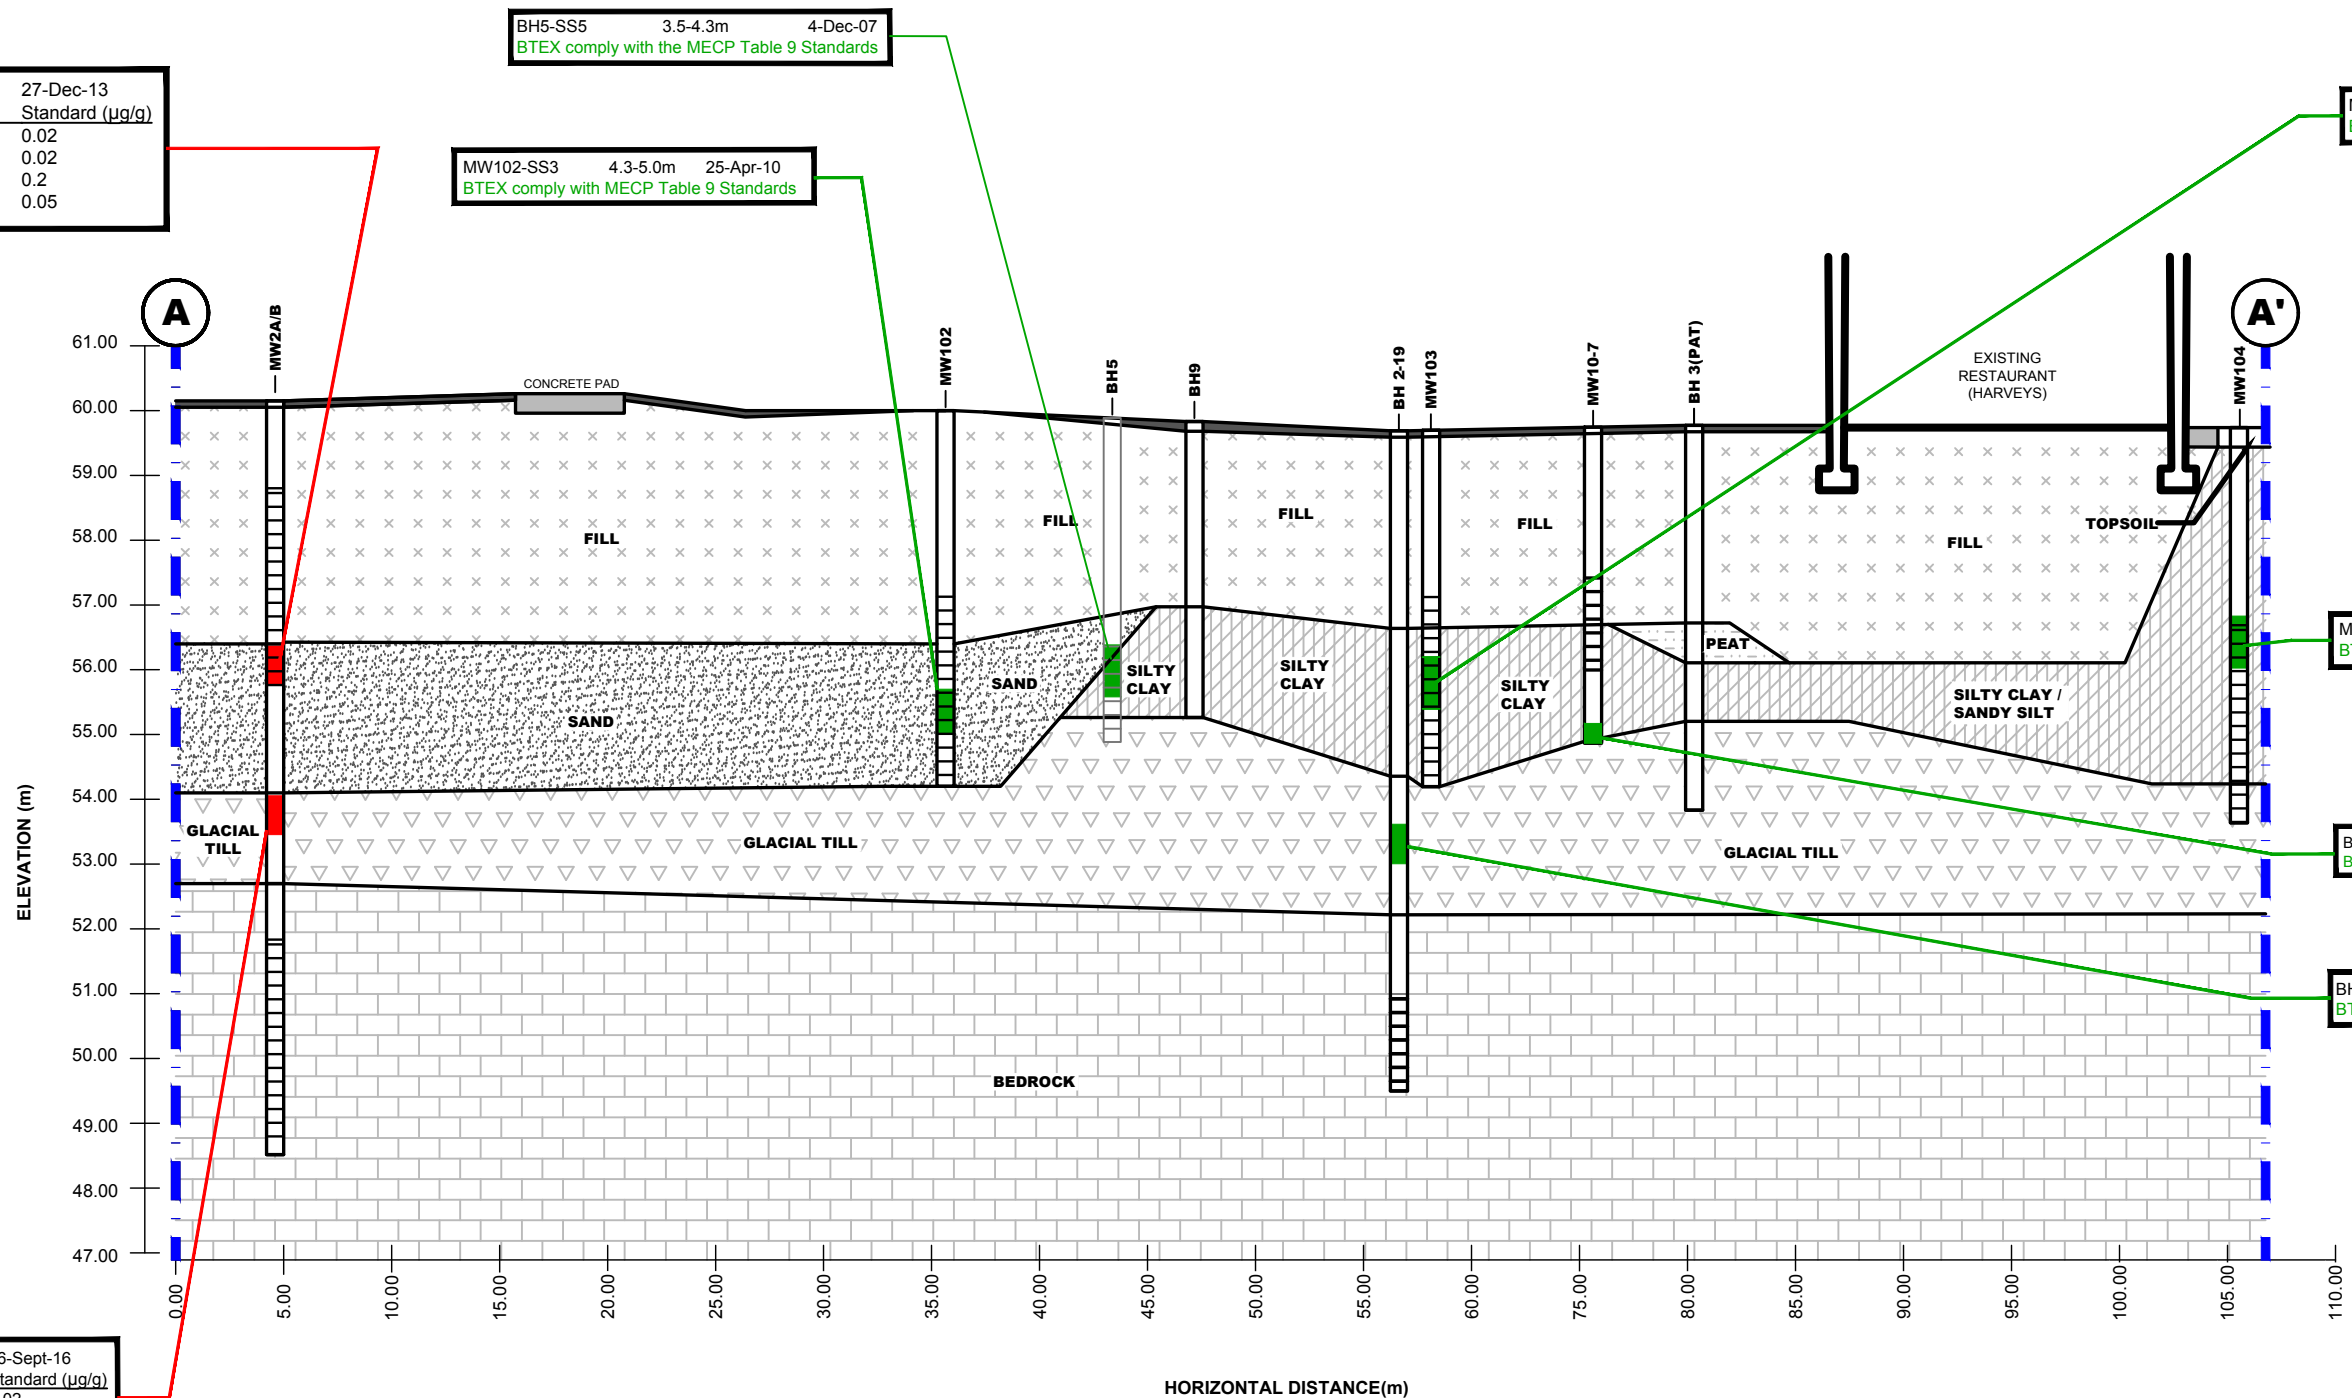 BH5-SS5 3.5-4.3m 4-Dec-07
BTEX comply with the MECP Table 9 Standards
27-Dec-13
Standard (µg/g)
0.02
0.02
0.2
0.05
MW102-SS3 4.3-5.0m 25-Apr-10
BTEX comply with MECP Table 9 Standards
A
A'
MW2A/B
MW102
BH5
BH9
BH 2-19
MW103
MW10-7
BH 3(PAT)
MW104
CONCRETE PAD
EXISTING
RESTAURANT
(HARVEYS)
61.00
60.00
59.00
58.00
57.00
56.00
55.00
54.00
53.00
52.00
51.00
50.00
49.00
48.00
47.00
ELEVATION (m)
FILL
FILL
FILL
FILL
FILL
TOPSOIL
PEAT
SAND
SAND
SILTY
CLAY
SILTY
CLAY
SILTY
CLAY
SILTY CLAY /
SANDY SILT
GLACIAL
TILL
GLACIAL TILL
GLACIAL TILL
BEDROCK
0.00
5.00
10.00
15.00
20.00
25.00
30.00
35.00
40.00
45.00
50.00
55.00
60.00
65.00
70.00
75.00
80.00
85.00
90.00
95.00
100.00
105.00
110.00
HORIZONTAL DISTANCE(m)
6-Sept-16
tandard (µg/g)